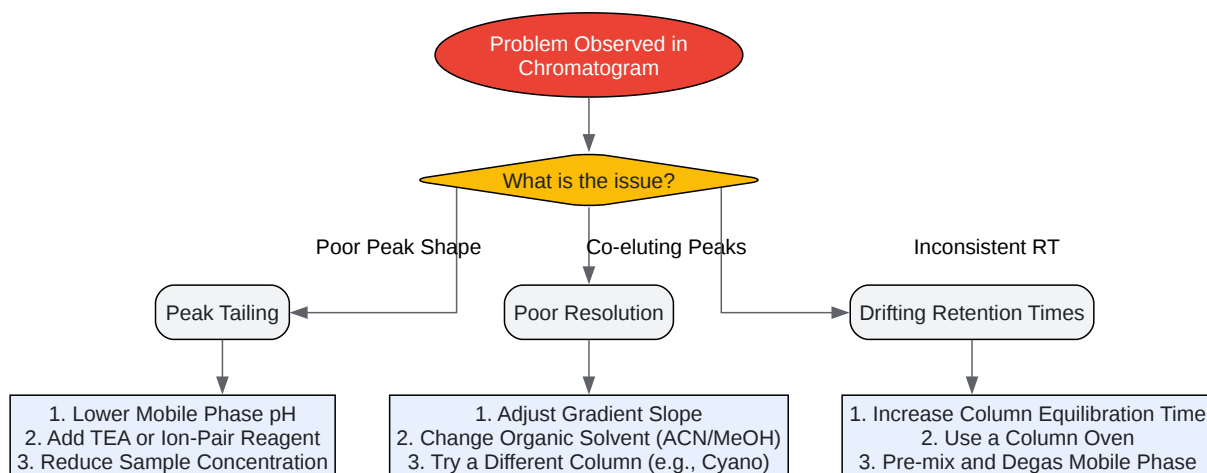 Problem Observed in
Chromatogram
What is the issue?
Poor Peak Shape
Co-eluting Peaks
Inconsistent RT
Peak Tailing
Poor Resolution
Drifting Retention Times
1. Lower Mobile Phase pH
2. Add TEA or Ion-Pair Reagent
3. Reduce Sample Concentration
1. Adjust Gradient Slope
2. Change Organic Solvent (ACN/MeOH)
3. Try a Different Column (e.g., Cyano)
1. Increase Column Equilibration Time
2. Use a Column Oven
3. Pre-mix and Degas Mobile Phase